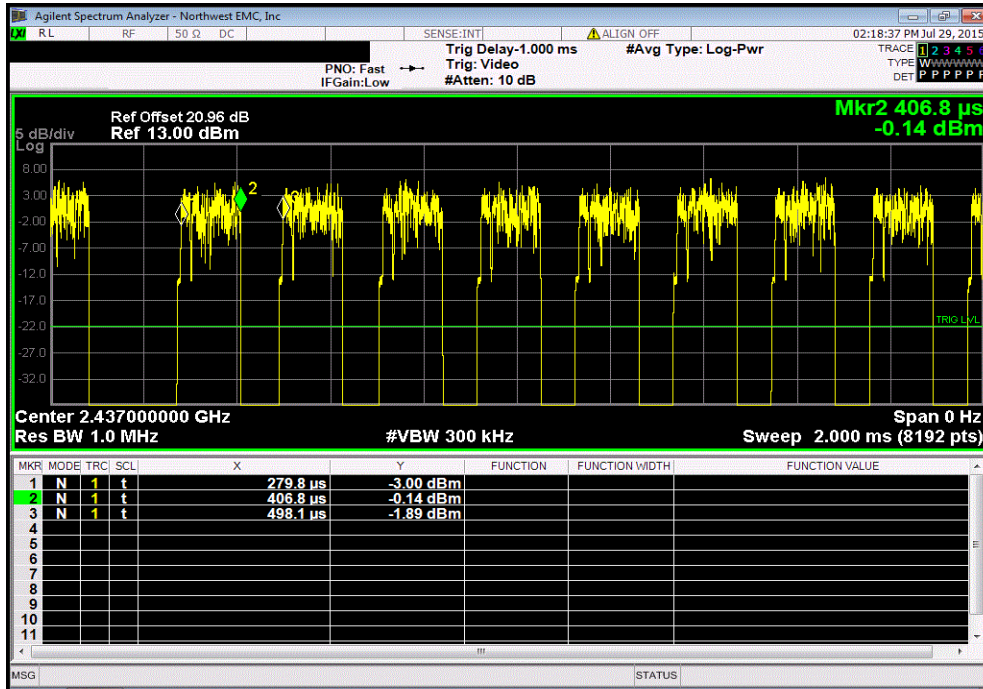 Agilent Spectrum Analyzer - Northwest EMC, Inc
LXI RL RF 50 Ω DC SENSE:INT ALIGN OFF 02:18:37 PM Jul 29, 2015
Trig Delay-1.000 ms #Avg Type: Log-Pwr TRACE 1 2 3 4 5 6
PNO: Fast Trig: Video TYPE WWWWWW
IFGain:Low #Atten: 10 dB DET P P P P P P
Mkr2 406.8 µs
-0.14 dBm
Ref Offset 20.96 dB
5 dB/div Ref 13.00 dBm
Log
8.00
3.00
2
3
-2.00
-7.00
-12.0
-17.0
-22.0
TRIG LVL
-27.0
-32.0
Center 2.437000000 GHz Span 0 Hz
Res BW 1.0 MHz #VBW 300 kHz Sweep 2.000 ms (8192 pts)
MKR MODE TRC SCL X Y FUNCTION FUNCTION WIDTH FUNCTION VALUE
1 N 1 t 279.8 µs -3.00 dBm
2 N 1 t 406.8 µs -0.14 dBm
3 N 1 t 498.1 µs -1.89 dBm
4
5
6
7
8
9
10
11
MSG STATUS